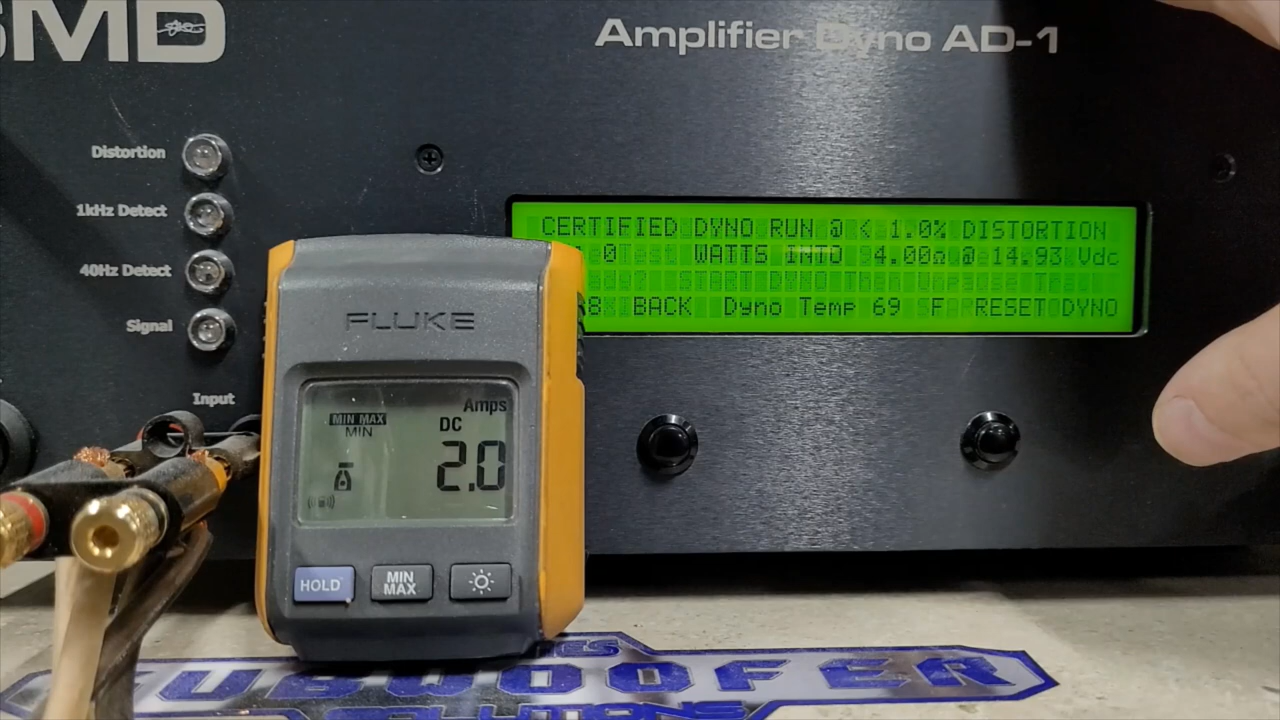 SMD
Amplifier Dyno AD-1
Distortion
1kHz Detect
40Hz Detect
Signal
Input
CERTIFIED DYNO RUN @ < 1.0% DISTORTION
0 WATTS INTO 4.00Ω @ 14.93 Vdc
BACK Dyno Temp 69 F RESET DYNO
FLUKE
Amps
MIN MAX
MIN
DC
2.0
HOLD
MIN MAX
SUBWOOFER
SOLUTIONS